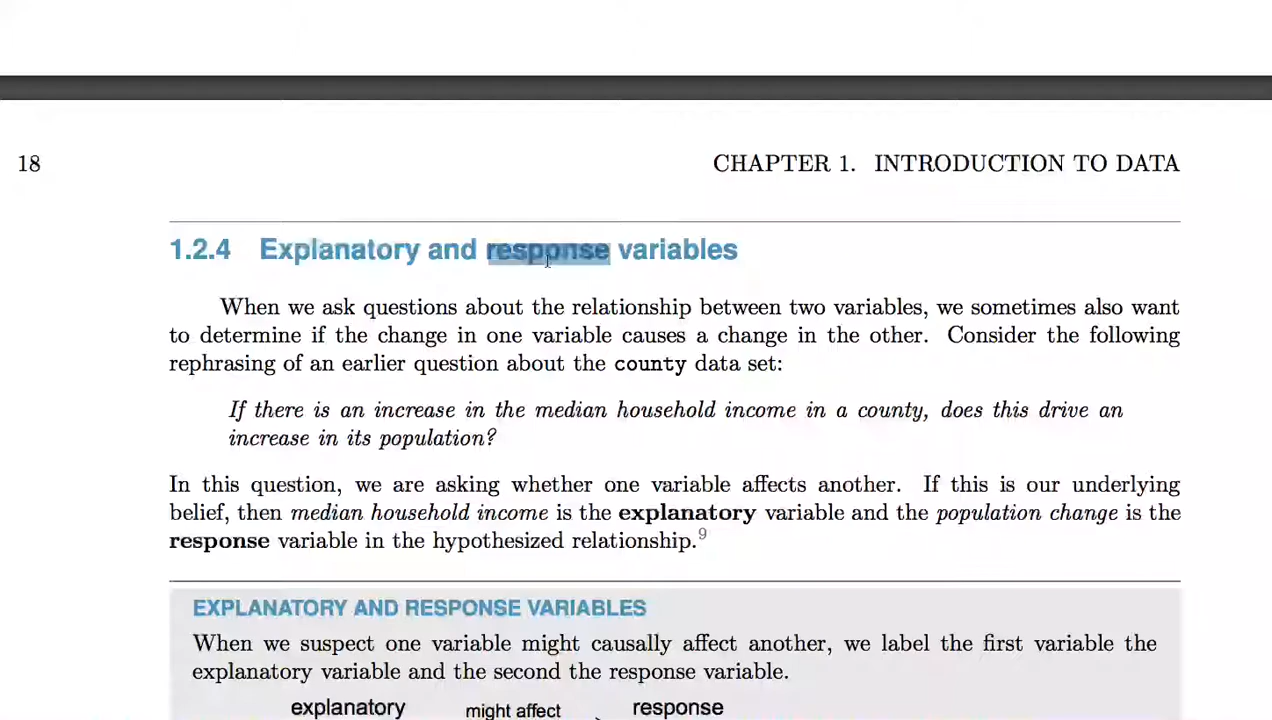 18
CHAPTER 1. INTRODUCTION TO DATA
1.2.4 Explanatory and response variables
When we ask questions about the relationship between two variables, we sometimes also want
to determine if the change in one variable causes a change in the other. Consider the following
rephrasing of an earlier question about the county data set:
If there is an increase in the median household income in a county, does this drive an
increase in its population?
In this question, we are asking whether one variable affects another. If this is our underlying
belief, then median household income is the explanatory variable and the population change is the
response variable in the hypothesized relationship.9
EXPLANATORY AND RESPONSE VARIABLES
When we suspect one variable might causally affect another, we label the first variable the
explanatory variable and the second the response variable.
explanatory might affect response